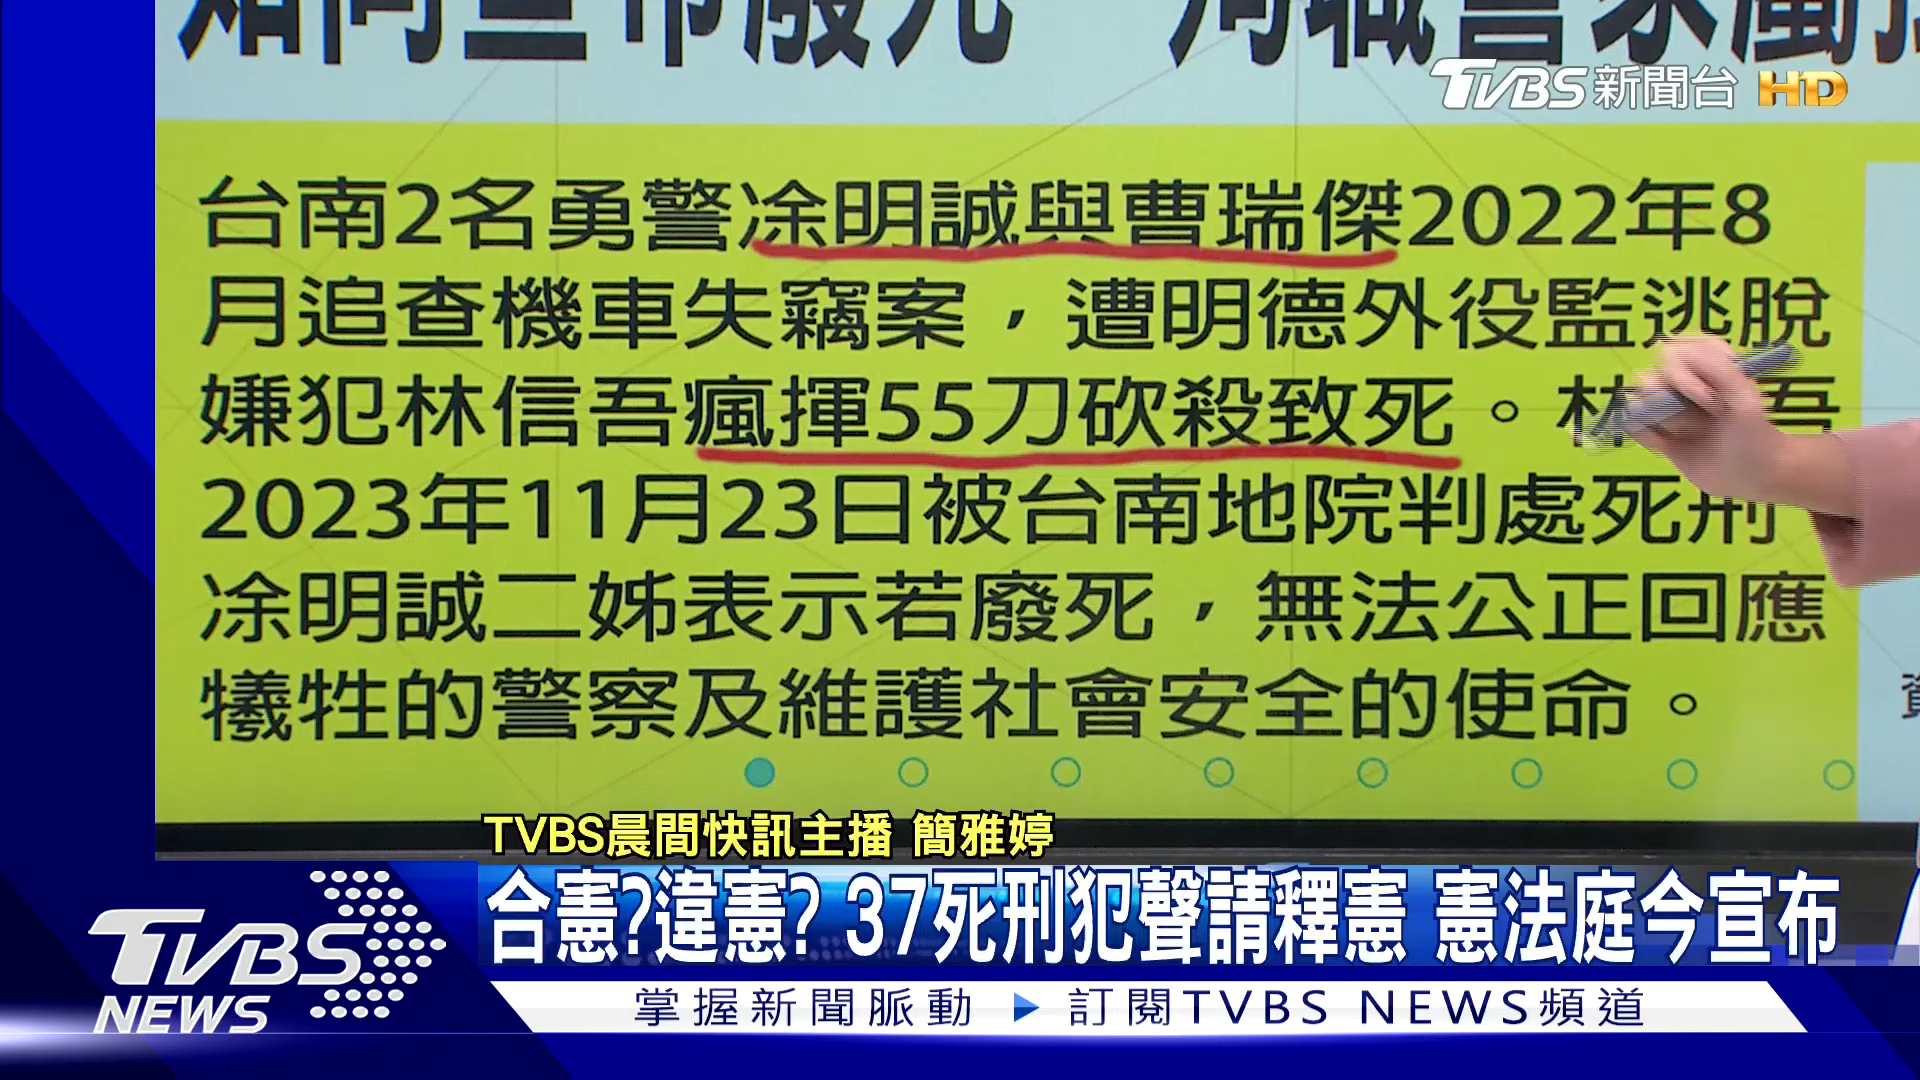 TVBS新聞台 HD
台南2名勇警凃明誠與曹瑞傑2022年8
月追查機車失竊案，遭明德外役監逃脫
嫌犯林信吾瘋揮55刀砍殺致死。林 吾
2023年11月23日被台南地院判處死刑
凃明誠二姊表示若廢死，無法公正回應
犧牲的警察及維護社會安全的使命。
TVBS晨間快訊主播 簡雅婷
合憲?違憲? 37死刑犯聲請釋憲 憲法庭今宣布
TVBS NEWS
掌握新聞脈動 ▶ 訂閱TVBS NEWS頻道